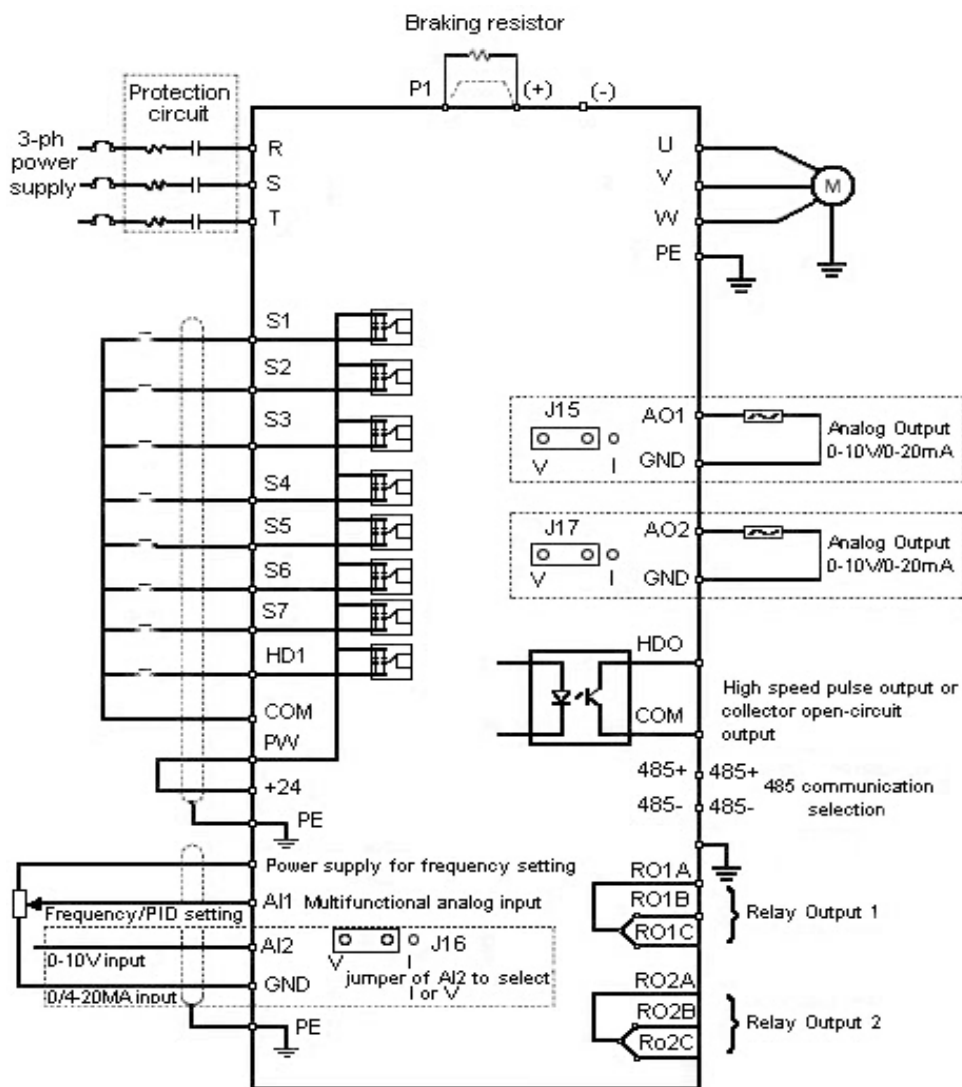 Braking resistor
P1
(+)
(-)
Protection
circuit
3-ph
power
supply
R
S
T
U
V
W
PE
M
S1
S2
S3
S4
S5
S6
S7
HD1
COM
PW
+24
PE
J15
V
I
AO1
GND
Analog Output
0-10V/0-20mA
J17
V
I
AO2
GND
Analog Output
0-10V/0-20mA
HDO
COM
High speed pulse output or
collector open-circuit
output
485+
485+
485-
485-
485 communication
selection
Power supply for frequency setting
AI1 Multifunctional analog input
Frequency/PID setting
AI2
0-10V input
V
I
J16
jumper of AI2 to select
I or V
GND
0/4-20MA input
PE
RO1A
RO1B
RO1C
Relay Output 1
RO2A
RO2B
Ro2C
Relay Output 2